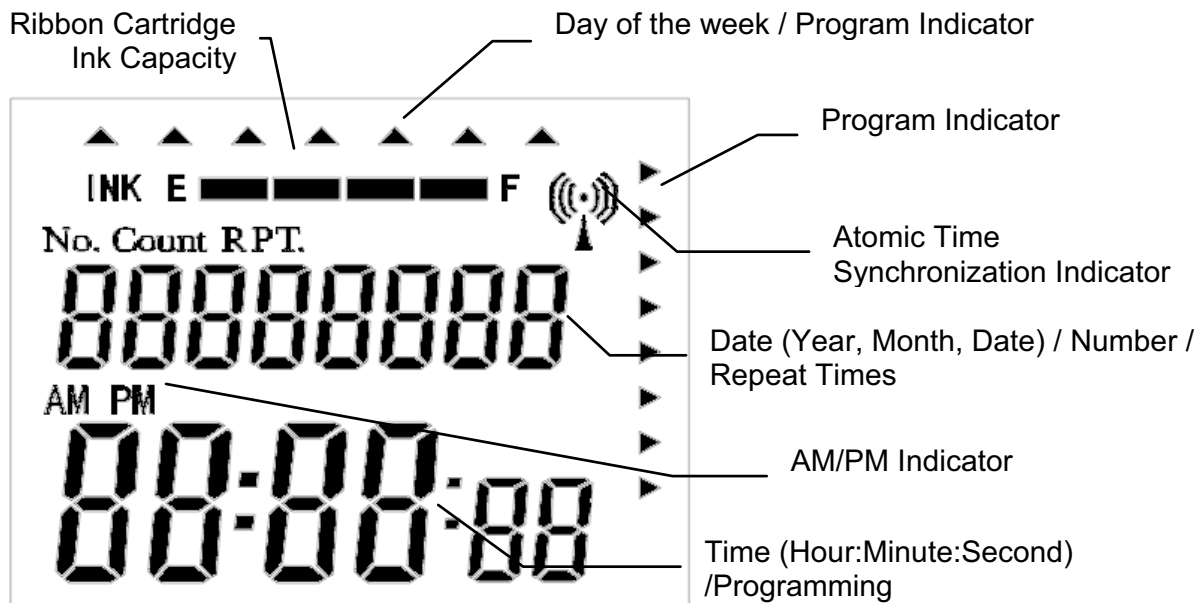 Ribbon Cartridge
Ink Capacity
Day of the week / Program Indicator
Program Indicator
INK E F
No. Count RPT.
Atomic Time
Synchronization Indicator
88888888
Date (Year, Month, Date) / Number /
Repeat Times
AM PM
AM/PM Indicator
88:88:88
Time (Hour:Minute:Second)
/Programming